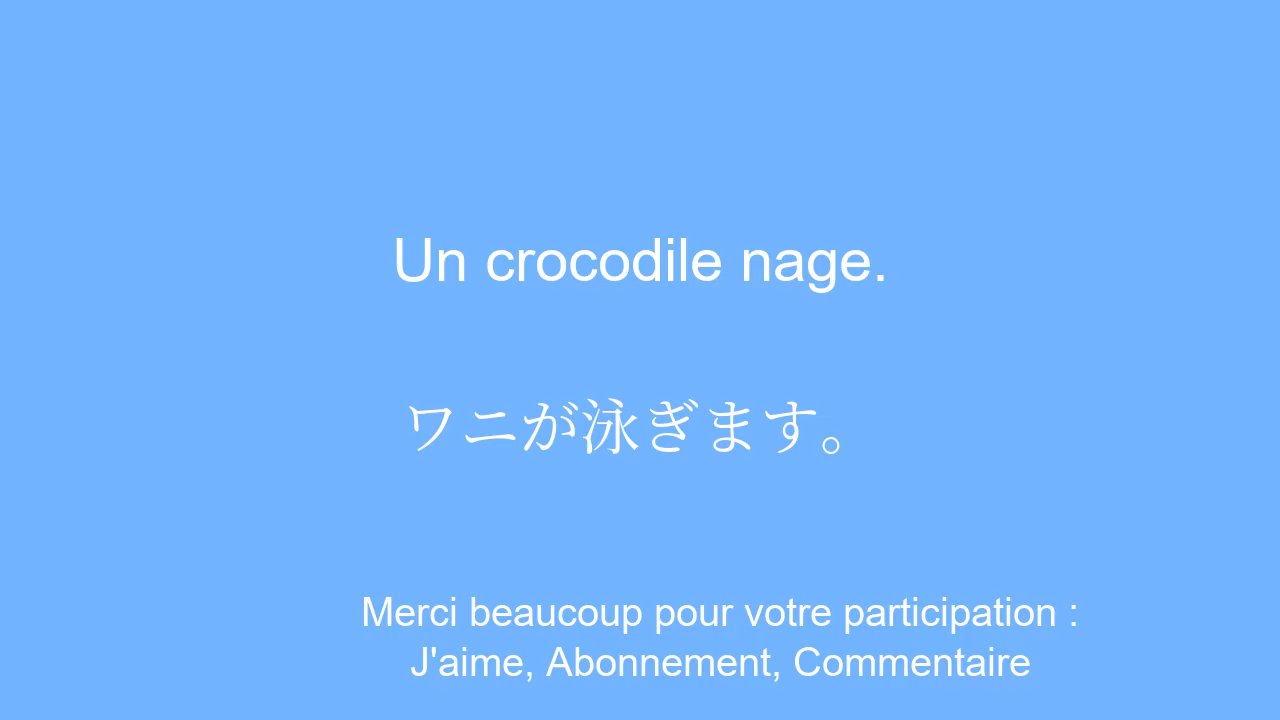 Un crocodile nage.
ワニが泳ぎます。
Merci beaucoup pour votre participation :
J'aime, Abonnement, Commentaire